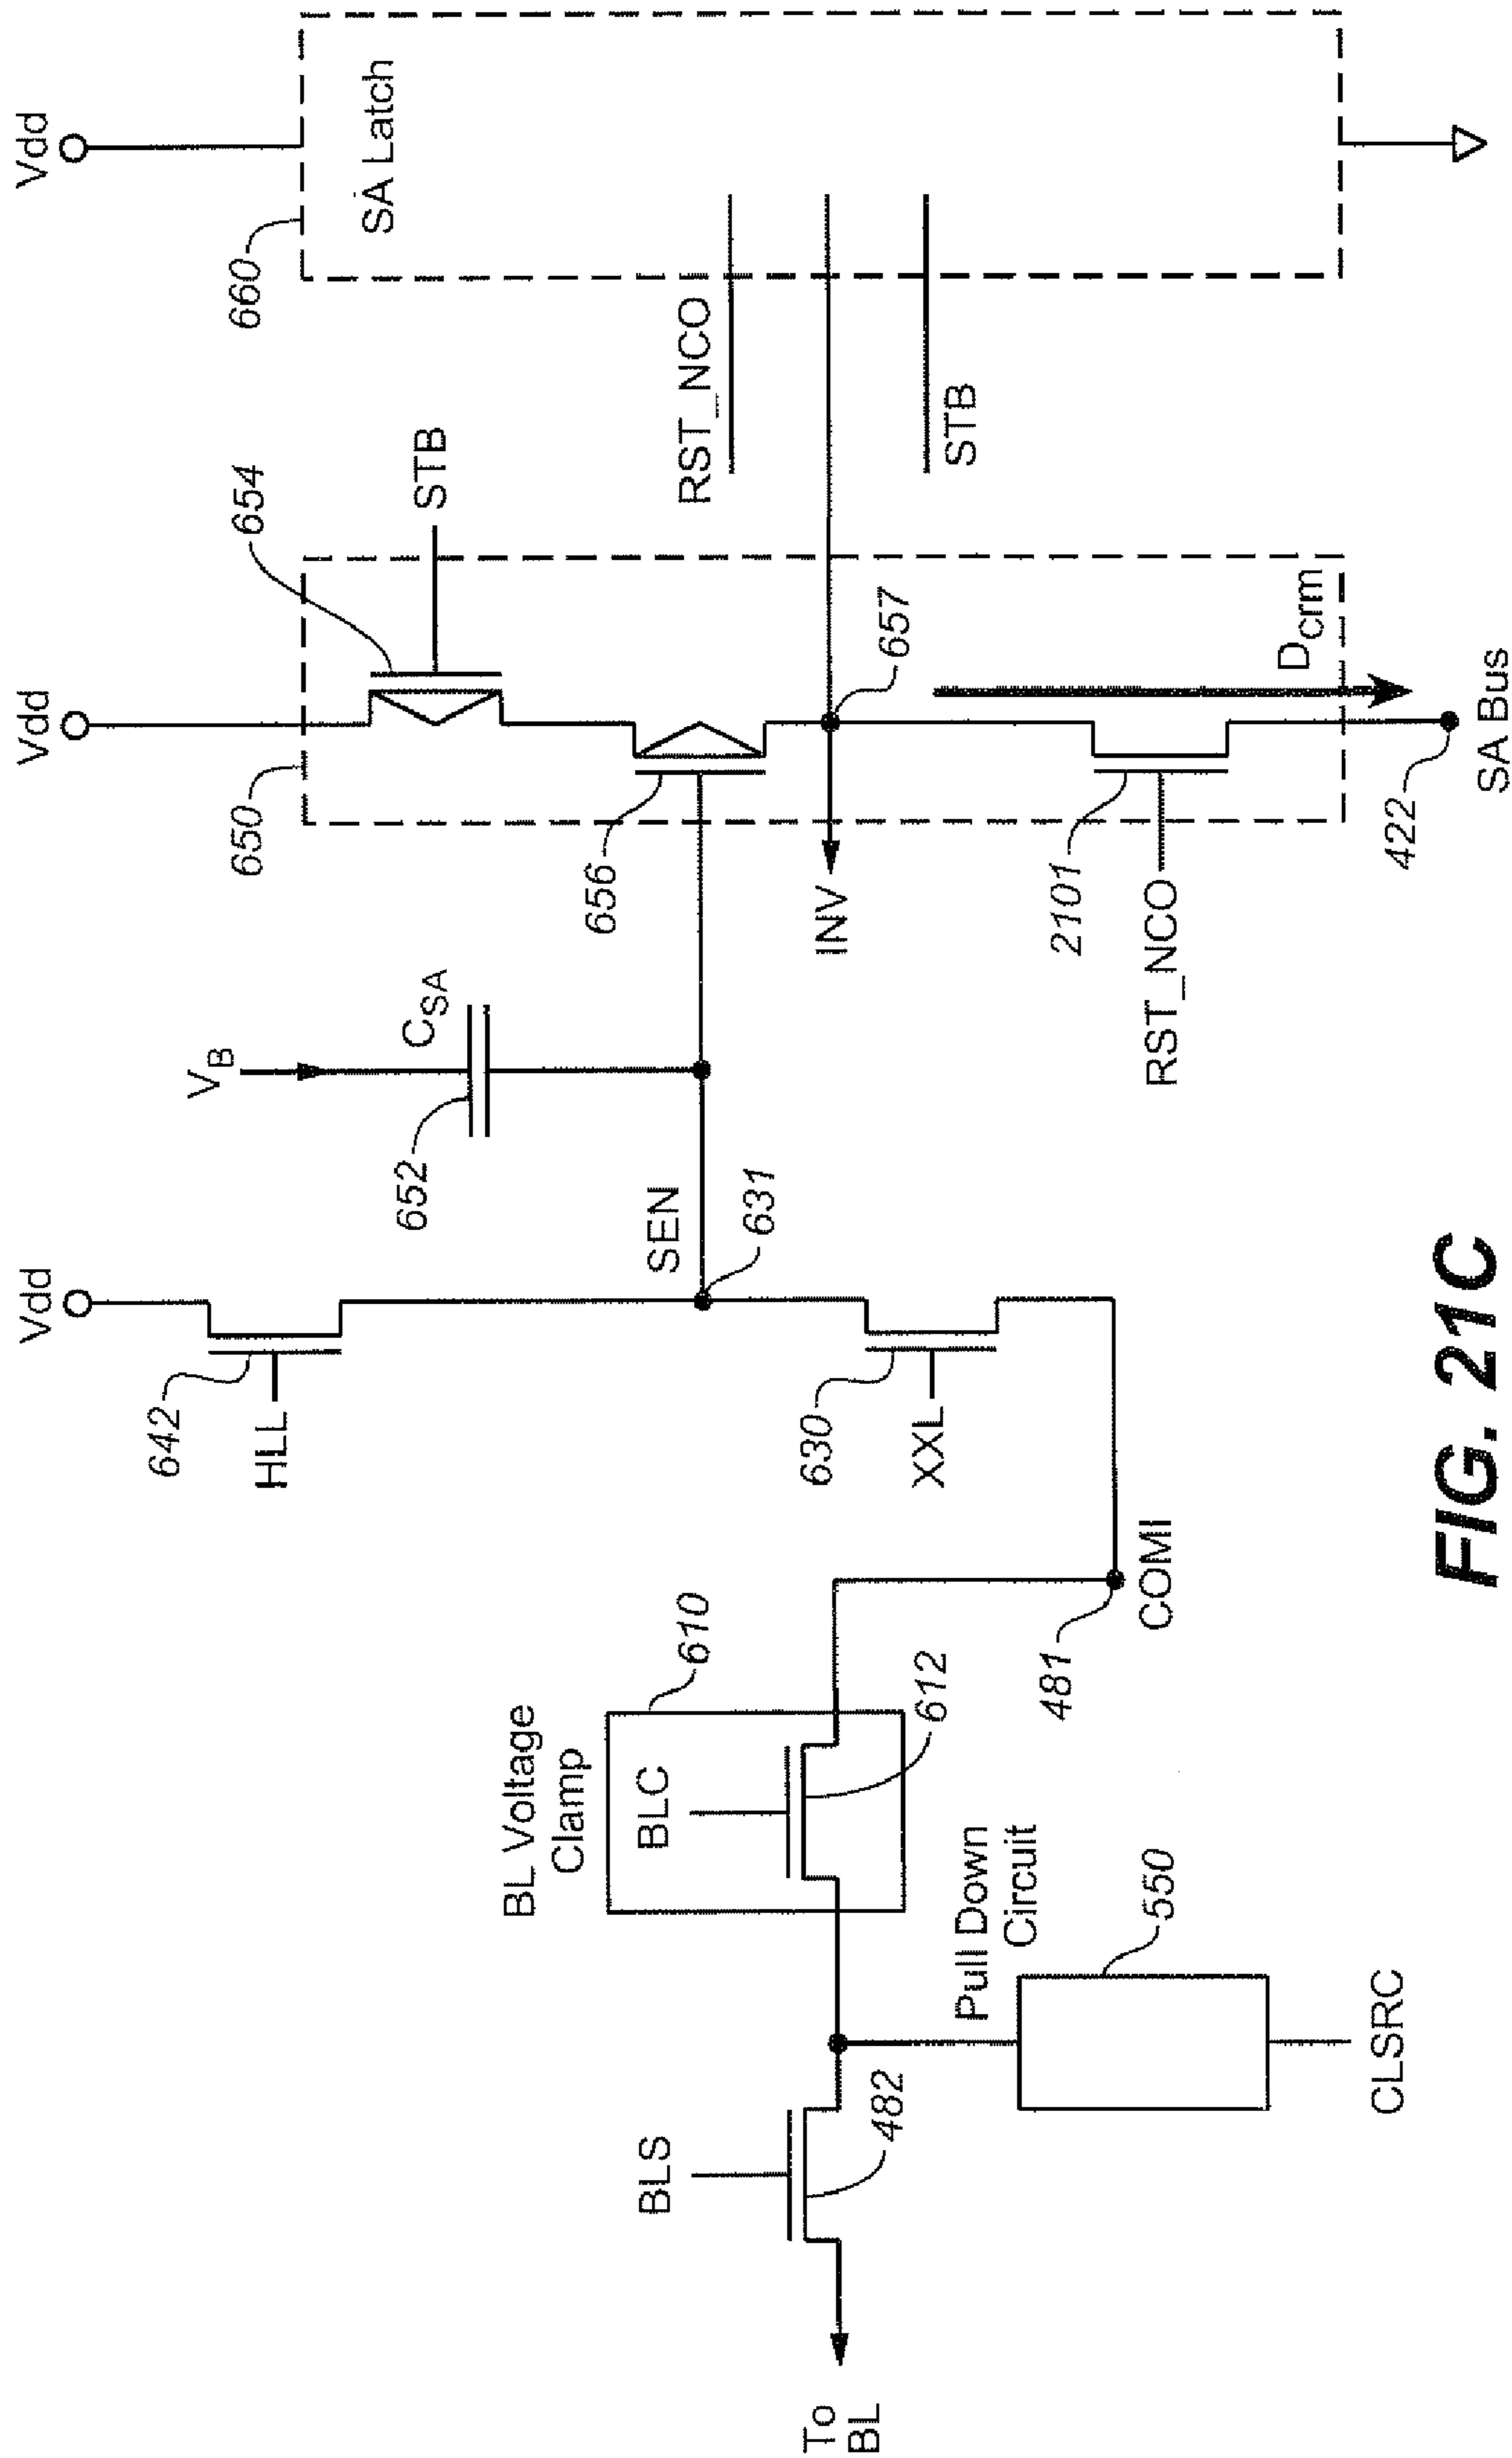 Vdd
Vdd
Vdd
642
HLL
VB
CSA
652
650
654
STB
660
SA Latch
SEN
631
656
RST_NCO
BL Voltage
Clamp
610
BLC
612
630
XXL
INV
657
STB
BLS
482
To
BL
Pull Down
Circuit
550
CLSRC
481
COMI
2101
RST_NCO
Dcrm
422
SA Bus
FIG. 21C